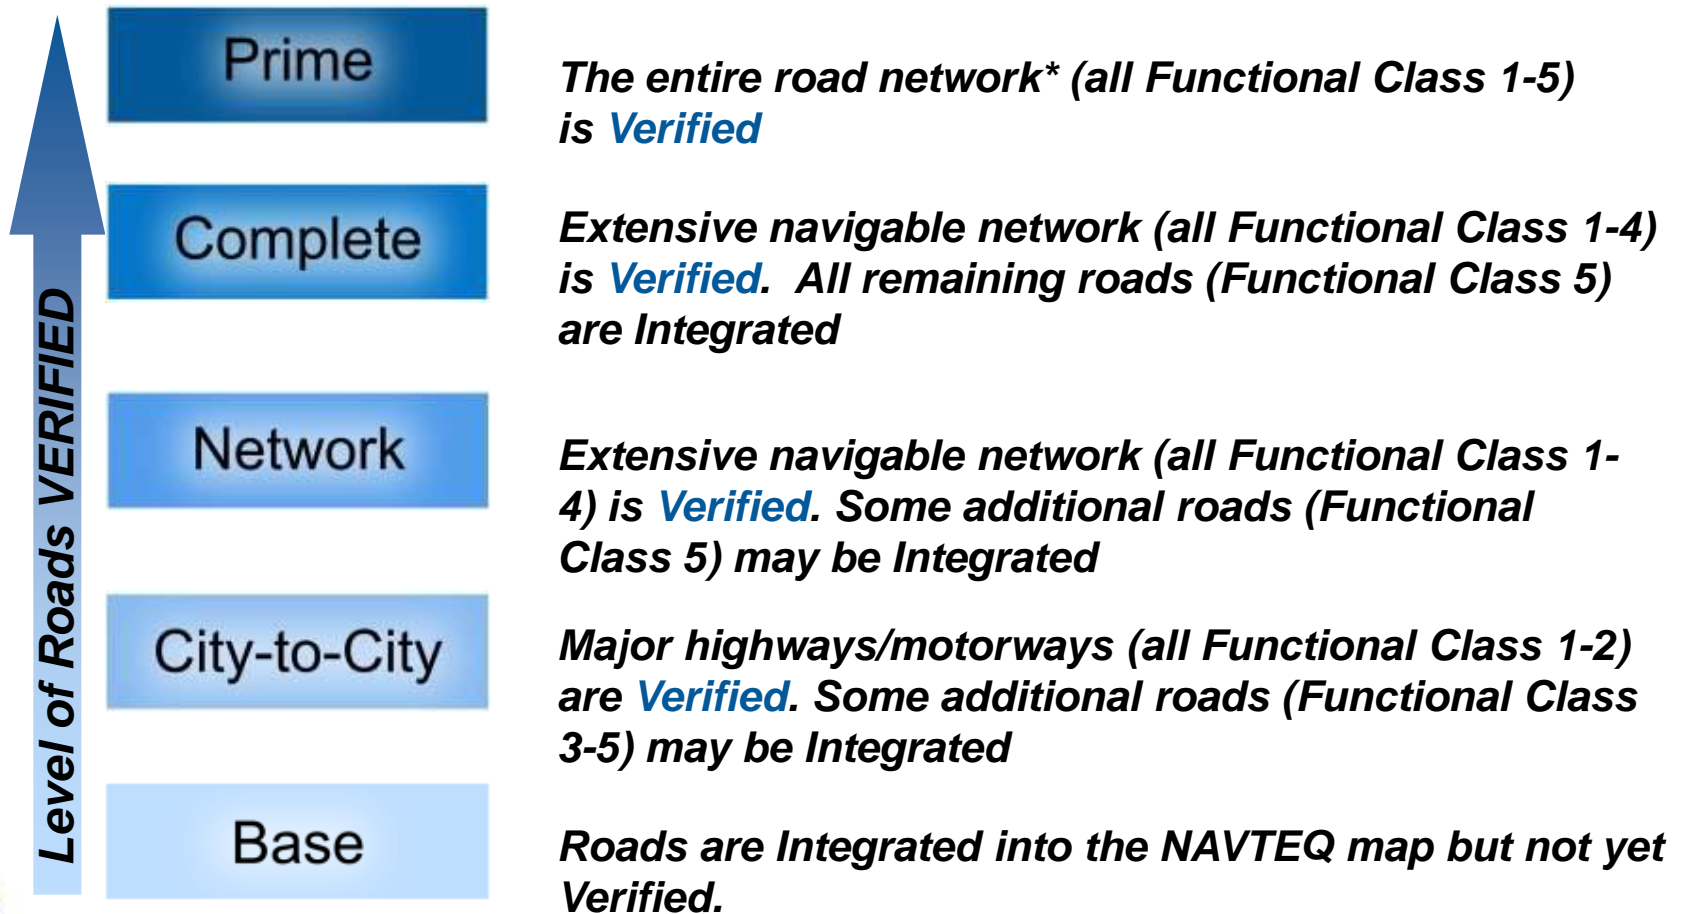 Level of Roads VERIFIED
Prime
The entire road network* (all Functional Class 1-5)
is Verified
Complete
Extensive navigable network (all Functional Class 1-4)
is Verified.  All remaining roads (Functional Class 5)
are Integrated
Network
Extensive navigable network (all Functional Class 1-
4) is Verified. Some additional roads (Functional
Class 5) may be Integrated
City-to-City
Major highways/motorways (all Functional Class 1-2)
are Verified. Some additional roads (Functional Class
3-5) may be Integrated
Base
Roads are Integrated into the NAVTEQ map but not yet
Verified.